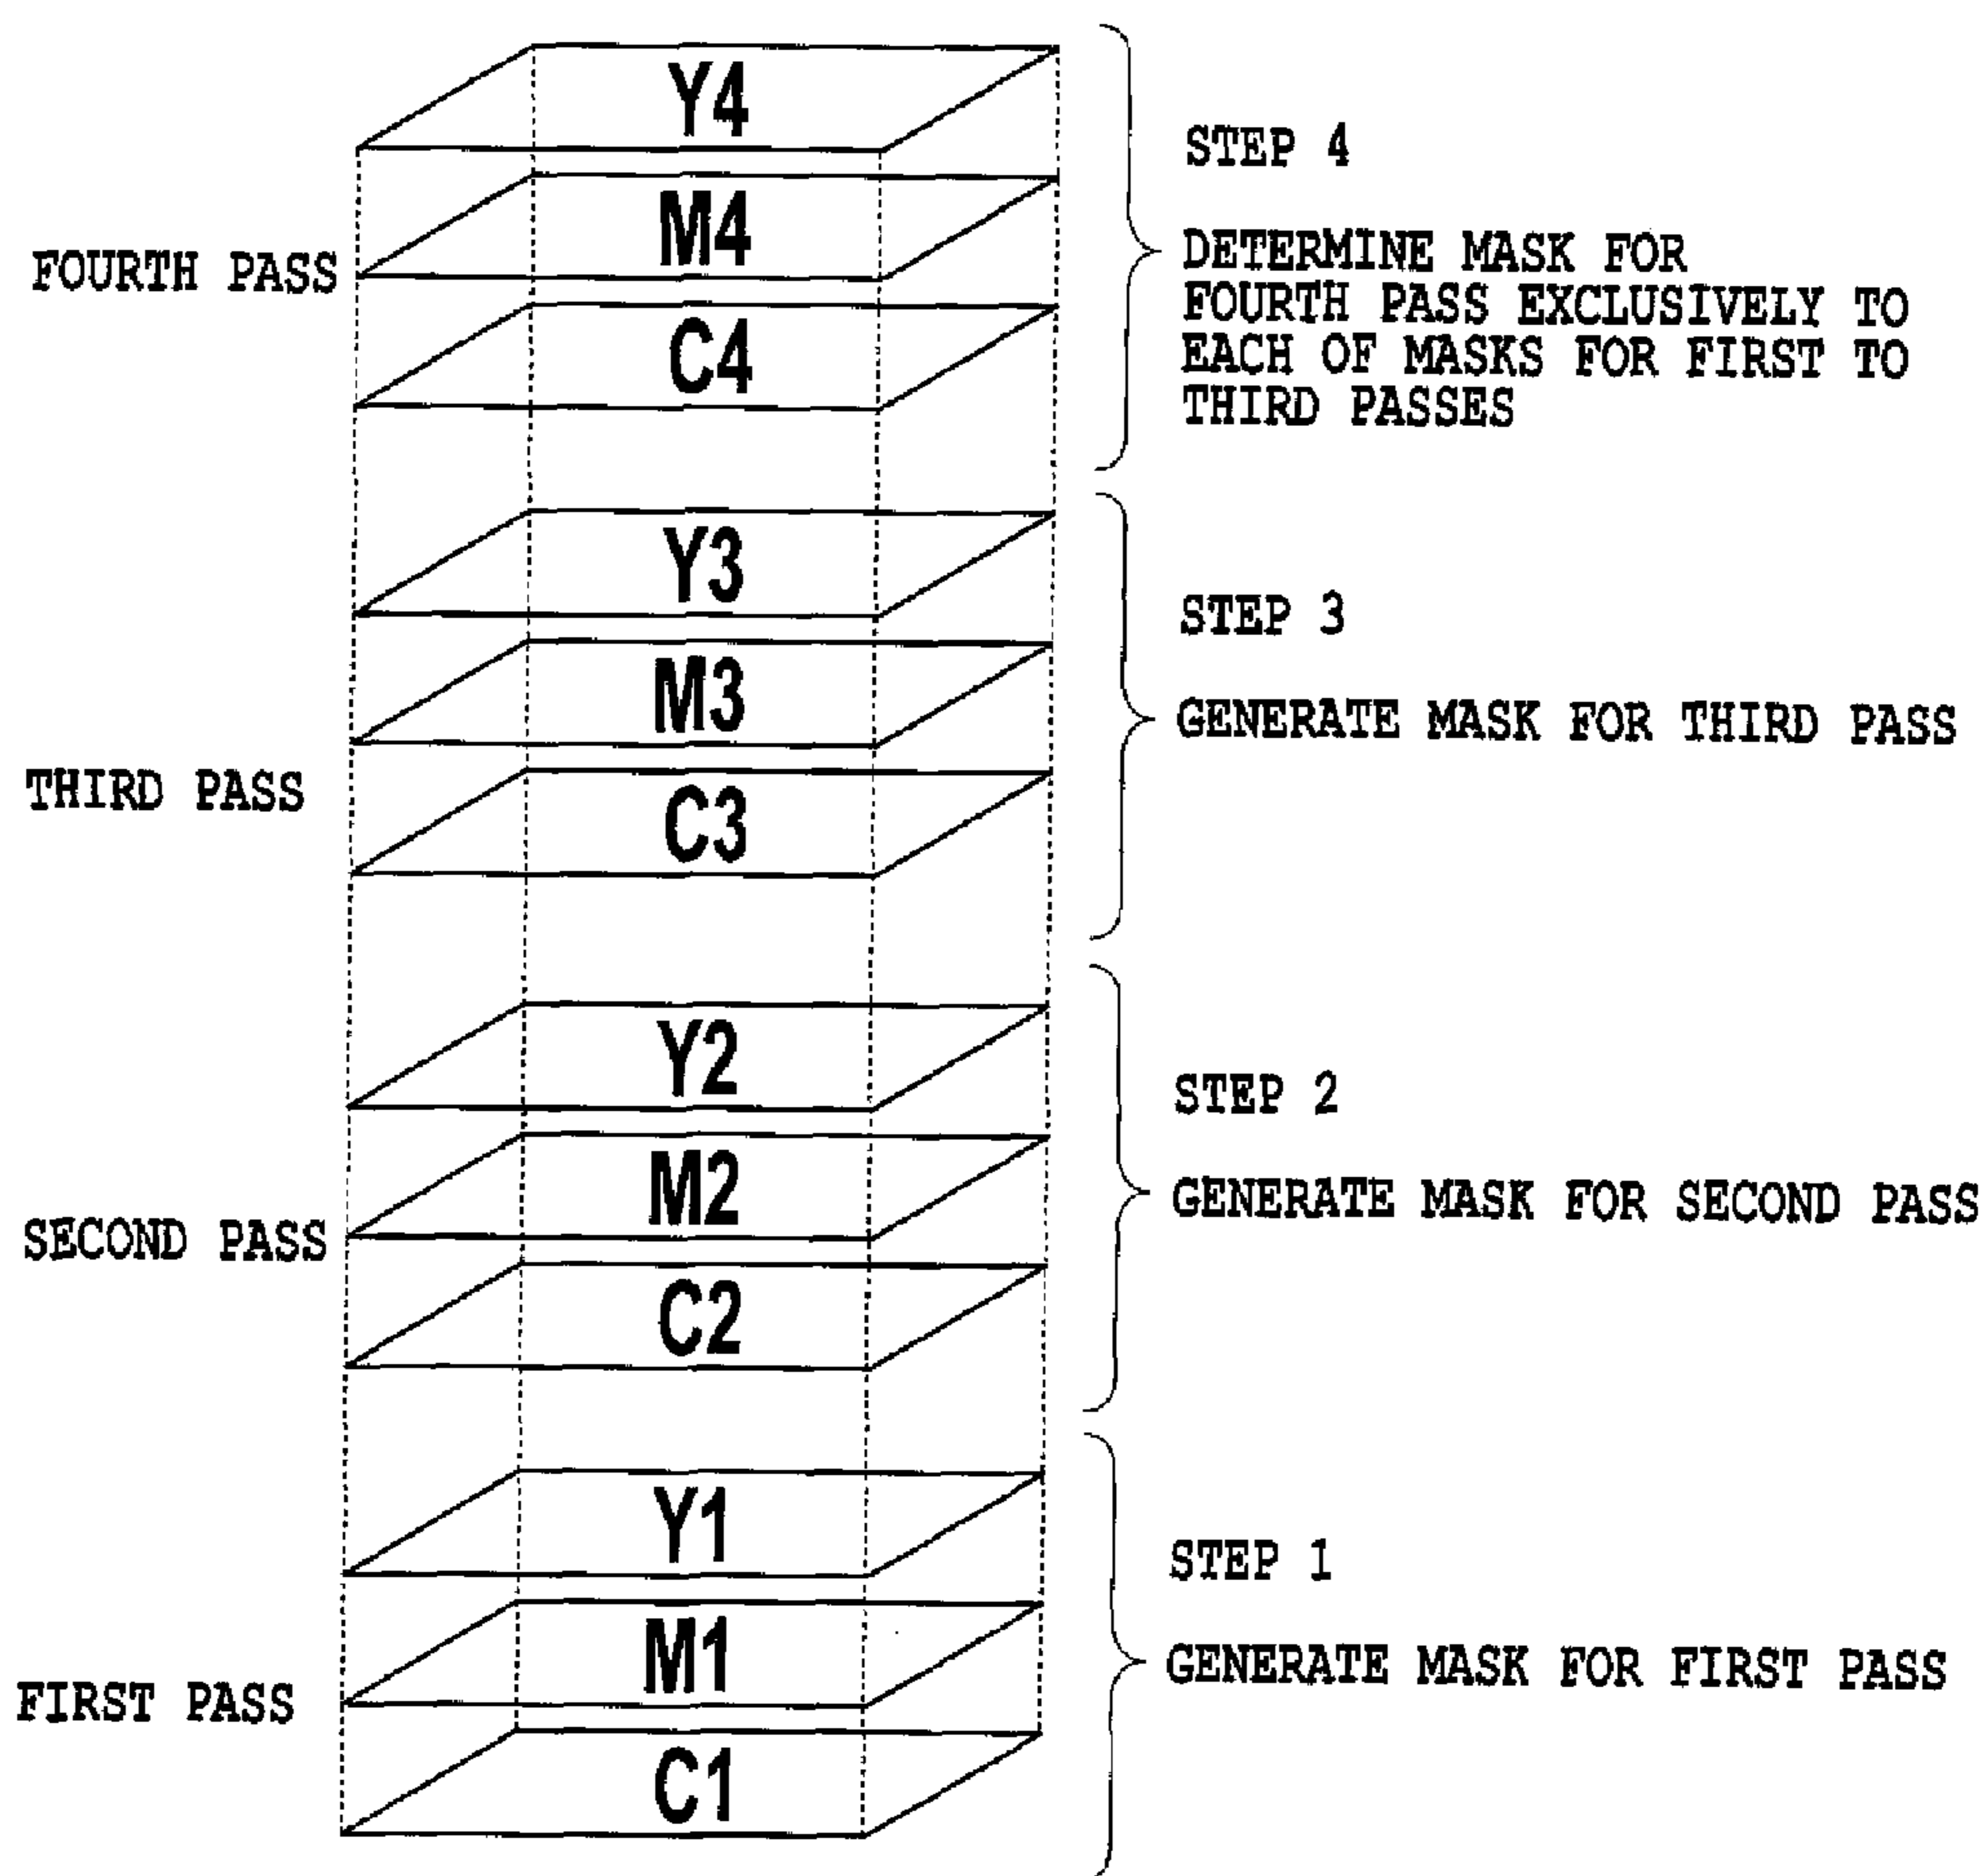 Y4
STEP 4
M4
FOURTH PASS
DETERMINE MASK FOR
FOURTH PASS EXCLUSIVELY TO
EACH OF MASKS FOR FIRST TO
THIRD PASSES
C4
Y3
STEP 3
M3
GENERATE MASK FOR THIRD PASS
THIRD PASS
C3
Y2
STEP 2
M2
GENERATE MASK FOR SECOND PASS
SECOND PASS
C2
Y1
STEP 1
M1
GENERATE MASK FOR FIRST PASS
FIRST PASS
C1